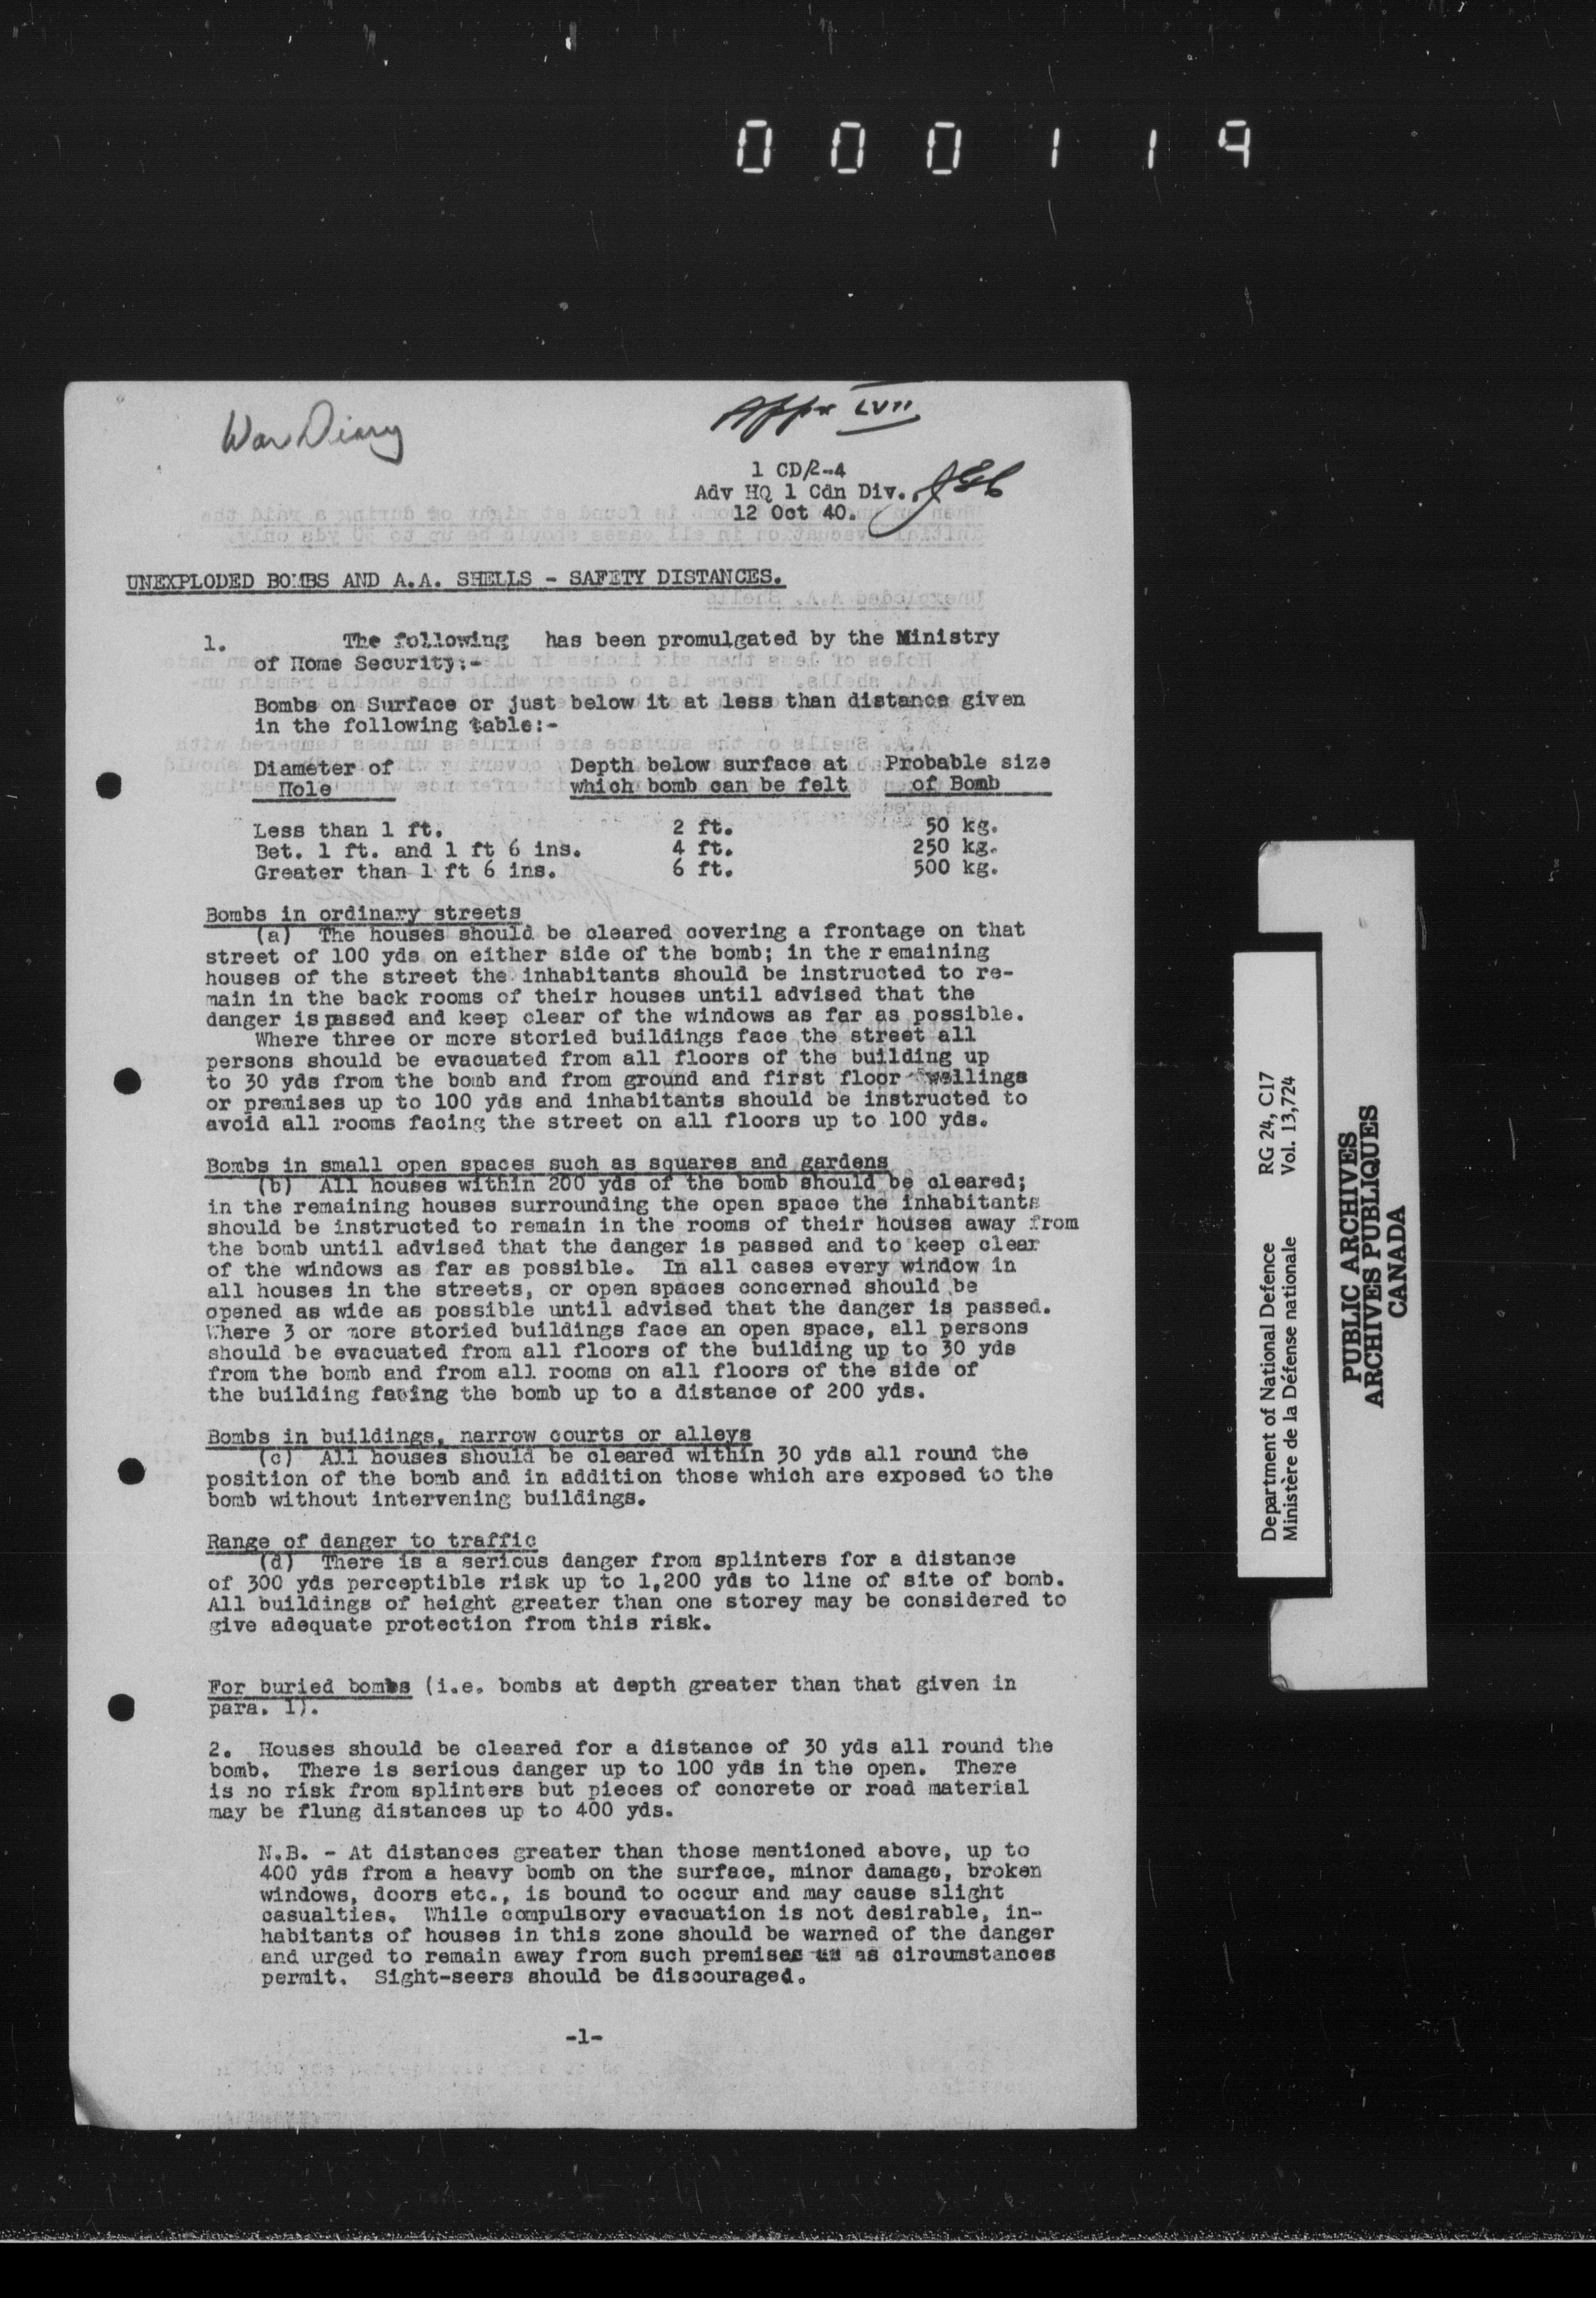 000119
War Diary
Appx LVII
1 CD/2-4
Adv HQ 1 Cdn Div.,
12 Oct 40.
UNEXPLODED BOMBS AND A.A. SHELLS - SAFETY DISTANCES.
1. The following has been promulgated by the Ministry
of Home Security:-
Bombs on Surface or just below it at less than distance given
in the following table:-
Diameter of Depth below surface at Probable size
Hole which bomb can be felt of Bomb
Less than 1 ft. 2 ft. 50 kg.
Bet. 1 ft. and 1 ft 6 ins. 4 ft. 250 kg.
Greater than 1 ft 6 ins. 6 ft. 500 kg.
Bombs in ordinary streets
(a) The houses should be cleared covering a frontage on that
street of 100 yds on either side of the bomb; in the r emaining
houses of the street the inhabitants should be instructed to re-
main in the back rooms of their houses until advised that the
danger is passed and keep clear of the windows as far as possible.
Where three or more storied buildings face the street all
persons should be evacuated from all floors of the building up
to 30 yds from the bomb and from ground and first floor wellings
or premises up to 100 yds and inhabitants should be instructed to
avoid all rooms facing the street on all floors up to 100 yds.
Bombs in small open spaces such as squares and gardens
(b) All houses within 200 yds of the bomb should be cleared;
in the remaining houses surrounding the open space the inhabitants
should be instructed to remain in the rooms of their houses away from
the bomb until advised that the danger is passed and to keep clear
of the windows as far as possible. In all cases every window in
all houses in the streets, or open spaces concerned should be
opened as wide as possible until advised that the danger is passed.
Where 3 or more storied buildings face an open space, all persons
should be evacuated from all floors of the building up to 30 yds
from the bomb and from all rooms on all floors of the side of
the building facing the bomb up to a distance of 200 yds.
Bombs in buildings, narrow courts or alleys
(c) All houses should be cleared within 30 yds all round the
position of the bomb and in addition those which are exposed to the
bomb without intervening buildings.
Range of danger to traffic
(d) There is a serious danger from splinters for a distance
of 300 yds perceptible risk up to 1,200 yds to line of site of bomb.
All buildings of height greater than one storey may be considered to
give adequate protection from this risk.
For buried bombs (i.e. bombs at depth greater than that given in
para. 1).
2. Houses should be cleared for a distance of 30 yds all round the
bomb. There is serious danger up to 100 yds in the open. There
is no risk from splinters but pieces of concrete or road material
may be flung distances up to 400 yds.
N.B. - At distances greater than those mentioned above, up to
400 yds from a heavy bomb on the surface, minor damage, broken
windows, doors etc., is bound to occur and may cause slight
casualties. While compulsory evacuation is not desirable, in-
habitants of houses in this zone should be warned of the danger
and urged to remain away from such premises as circumstances
permit. Sight-seers should be discouraged.
-1-
Department of National Defence RG 24, C17
Ministère de la Défense nationale Vol. 13,724
PUBLIC ARCHIVES
ARCHIVES PUBLIQUES
CANADA